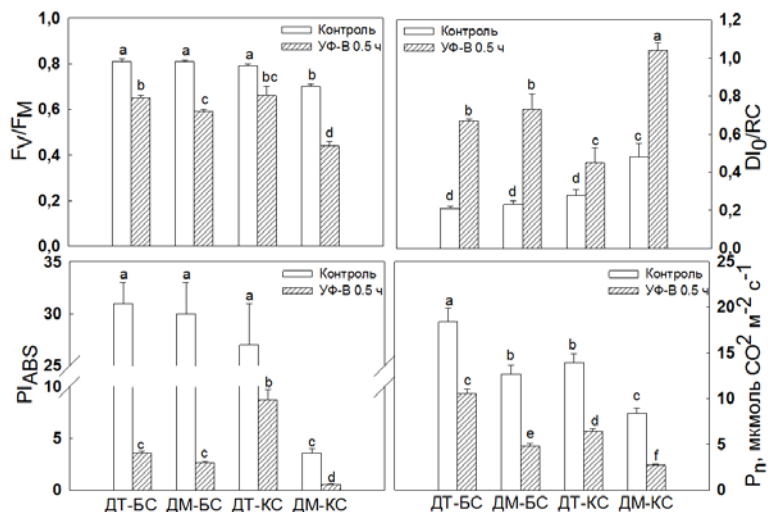 1,0
0,8
0,6
0,4
0,2
0,0
FV/FM
Контроль
УФ-В 0.5 ч
a
a
a
b
b
c
bc
d
Контроль
УФ-В 0.5 ч
b
b
c
a
d
d
d
c
1,2
1,0
0,8
0,6
0,4
0,2
0,0
DI0/RC
35
30
25
10
5
0
PIABS
Контроль
УФ-В 0.5 ч
a
a
a
b
c
c
c
d
ДТ-БС ДМ-БС ДТ-КС ДМ-КС
Контроль
УФ-В 0.5 ч
a
b
b
c
c
e
d
f
25
20
15
10
5
0
Pn, мкмоль CO2 м-2 с-1
ДТ-БС ДМ-БС ДТ-КС ДМ-КС